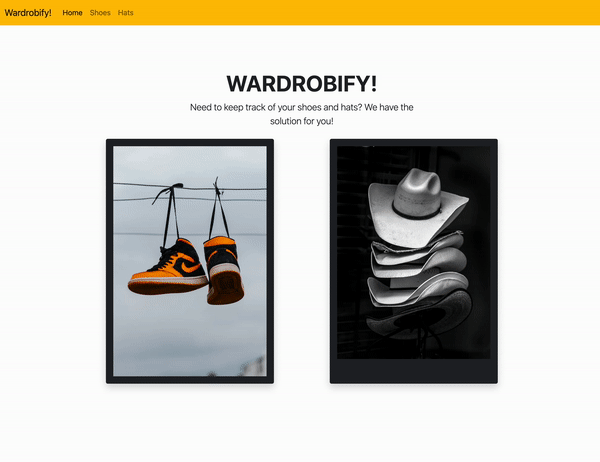 Wardrobify! Home Shoes Hats
WARDROBIFY!
Need to keep track of your shoes and hats? We have the
solution for you!